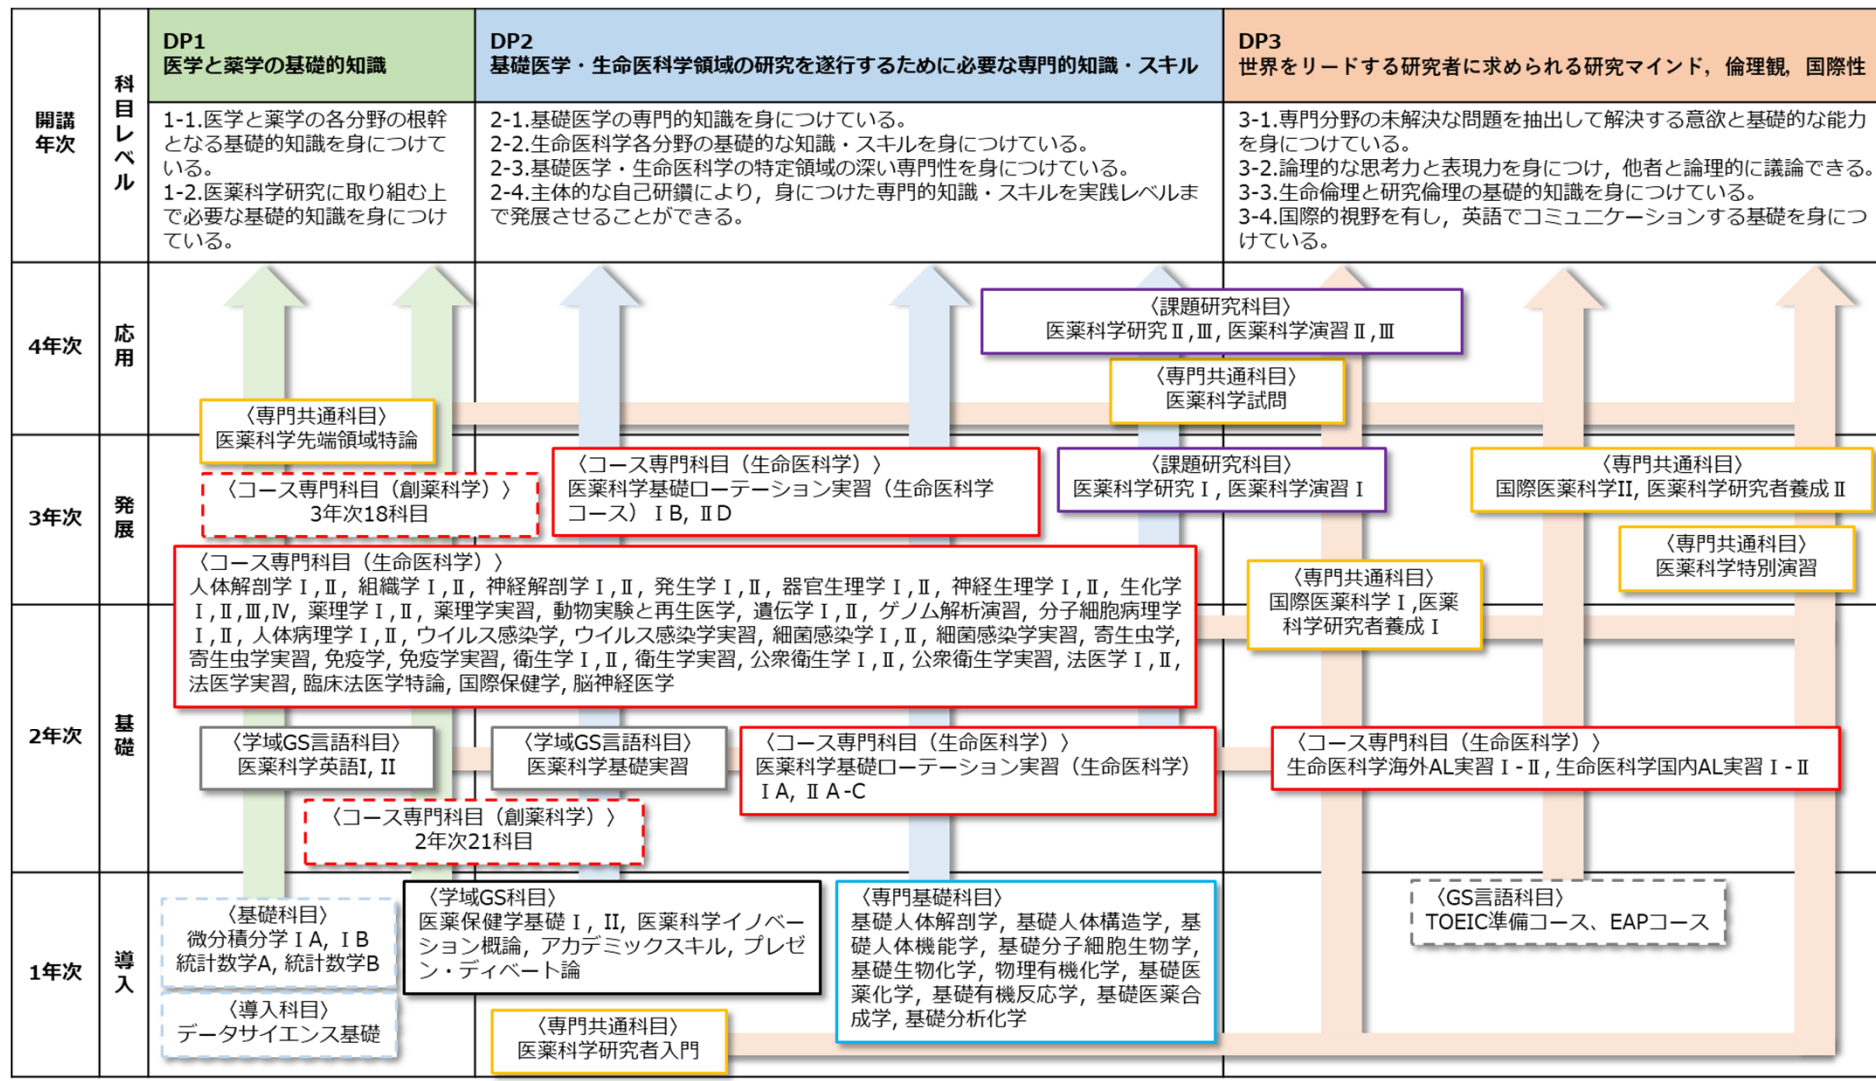 開講
年次
科目レベル
DP1
医学と薬学の基礎的知識
DP2
基礎医学・生命医科学領域の研究を遂行するために必要な専門的知識・スキル
DP3
世界をリードする研究者に求められる研究マインド，倫理観，国際性
1-1.医学と薬学の各分野の根幹
となる基礎的知識を身につけて
いる。
1-2.医薬科学研究に取り組む上
で必要な基礎的知識を身につけ
ている。
2-1.基礎医学の専門的知識を身につけている。
2-2.生命医科学各分野の基礎的な知識・スキルを身につけている。
2-3.基礎医学・生命医科学の特定領域の深い専門性を身につけている。
2-4.主体的な自己研鑽により，身につけた専門的知識・スキルを実践レベルま
で発展させることができる。
3-1.専門分野の未解決な問題を抽出して解決する意欲と基礎的な能力
を身につけている。
3-2.論理的な思考力と表現力を身につけ，他者と論理的に議論できる。
3-3.生命倫理と研究倫理の基礎的知識を身につけている。
3-4.国際的視野を有し，英語でコミュニケーションする基礎を身につ
けている。
4年次
応用
〈課題研究科目〉
医薬科学研究Ⅱ,Ⅲ, 医薬科学演習Ⅱ,Ⅲ
〈専門共通科目〉
医薬科学試問
〈専門共通科目〉
医薬科学先端領域特論
3年次
発展
〈コース専門科目（創薬科学）〉
3年次18科目
〈コース専門科目（生命医科学）〉
医薬科学基礎ローテーション実習（生命医科学
コース）ⅠB, ⅡD
〈課題研究科目〉
医薬科学研究Ⅰ, 医薬科学演習Ⅰ
〈専門共通科目〉
国際医薬科学II, 医薬科学研究者養成Ⅱ
〈専門共通科目〉
医薬科学特別演習
〈コース専門科目（生命医科学）〉
人体解剖学Ⅰ,Ⅱ, 組織学Ⅰ,Ⅱ, 神経解剖学Ⅰ,Ⅱ, 発生学Ⅰ,Ⅱ, 器官生理学Ⅰ,Ⅱ, 神経生理学Ⅰ,Ⅱ, 生化学
Ⅰ,Ⅱ,Ⅲ,Ⅳ, 薬理学Ⅰ,Ⅱ, 薬理学実習, 動物実験と再生医学, 遺伝学Ⅰ,Ⅱ, ゲノム解析演習, 分子細胞病理学
Ⅰ,Ⅱ, 人体病理学Ⅰ,Ⅱ, ウイルス感染学, ウイルス感染学実習, 細菌感染学Ⅰ,Ⅱ, 細菌感染学実習, 寄生虫学,
寄生虫学実習, 免疫学, 免疫学実習, 衛生学Ⅰ,Ⅱ, 衛生学実習, 公衆衛生学Ⅰ,Ⅱ, 公衆衛生学実習, 法医学Ⅰ,Ⅱ,
法医学実習, 臨床法医学特論, 国際保健学, 脳神経医学
〈専門共通科目〉
国際医薬科学Ⅰ,医薬
科学研究者養成Ⅰ
2年次
基礎
〈学域GS言語科目〉
医薬科学英語I, II
〈学域GS言語科目〉
医薬科学基礎実習
〈コース専門科目（生命医科学）〉
医薬科学基礎ローテーション実習（生命医科学）
ⅠA, ⅡA-C
〈コース専門科目（生命医科学）〉
生命医科学海外AL実習Ⅰ-Ⅱ, 生命医科学国内AL実習Ⅰ-Ⅱ
〈コース専門科目（創薬科学）〉
2年次21科目
1年次
導入
〈基礎科目〉
微分積分学ⅠA, ⅠB
統計数学A, 統計数学B
〈導入科目〉
データサイエンス基礎
〈学域GS科目〉
医薬保健学基礎Ⅰ, II, 医薬科学イノベー
ション概論, アカデミックスキル, プレゼ
ン・ディベート論
〈専門共通科目〉
医薬科学研究者入門
〈専門基礎科目〉
基礎人体解剖学, 基礎人体構造学, 基
礎人体機能学, 基礎分子細胞生物学,
基礎生物化学, 物理有機化学, 基礎医
薬化学, 基礎有機反応学, 基礎医薬合
成学, 基礎分析化学
〈GS言語科目〉
TOEIC準備コース、EAPコース